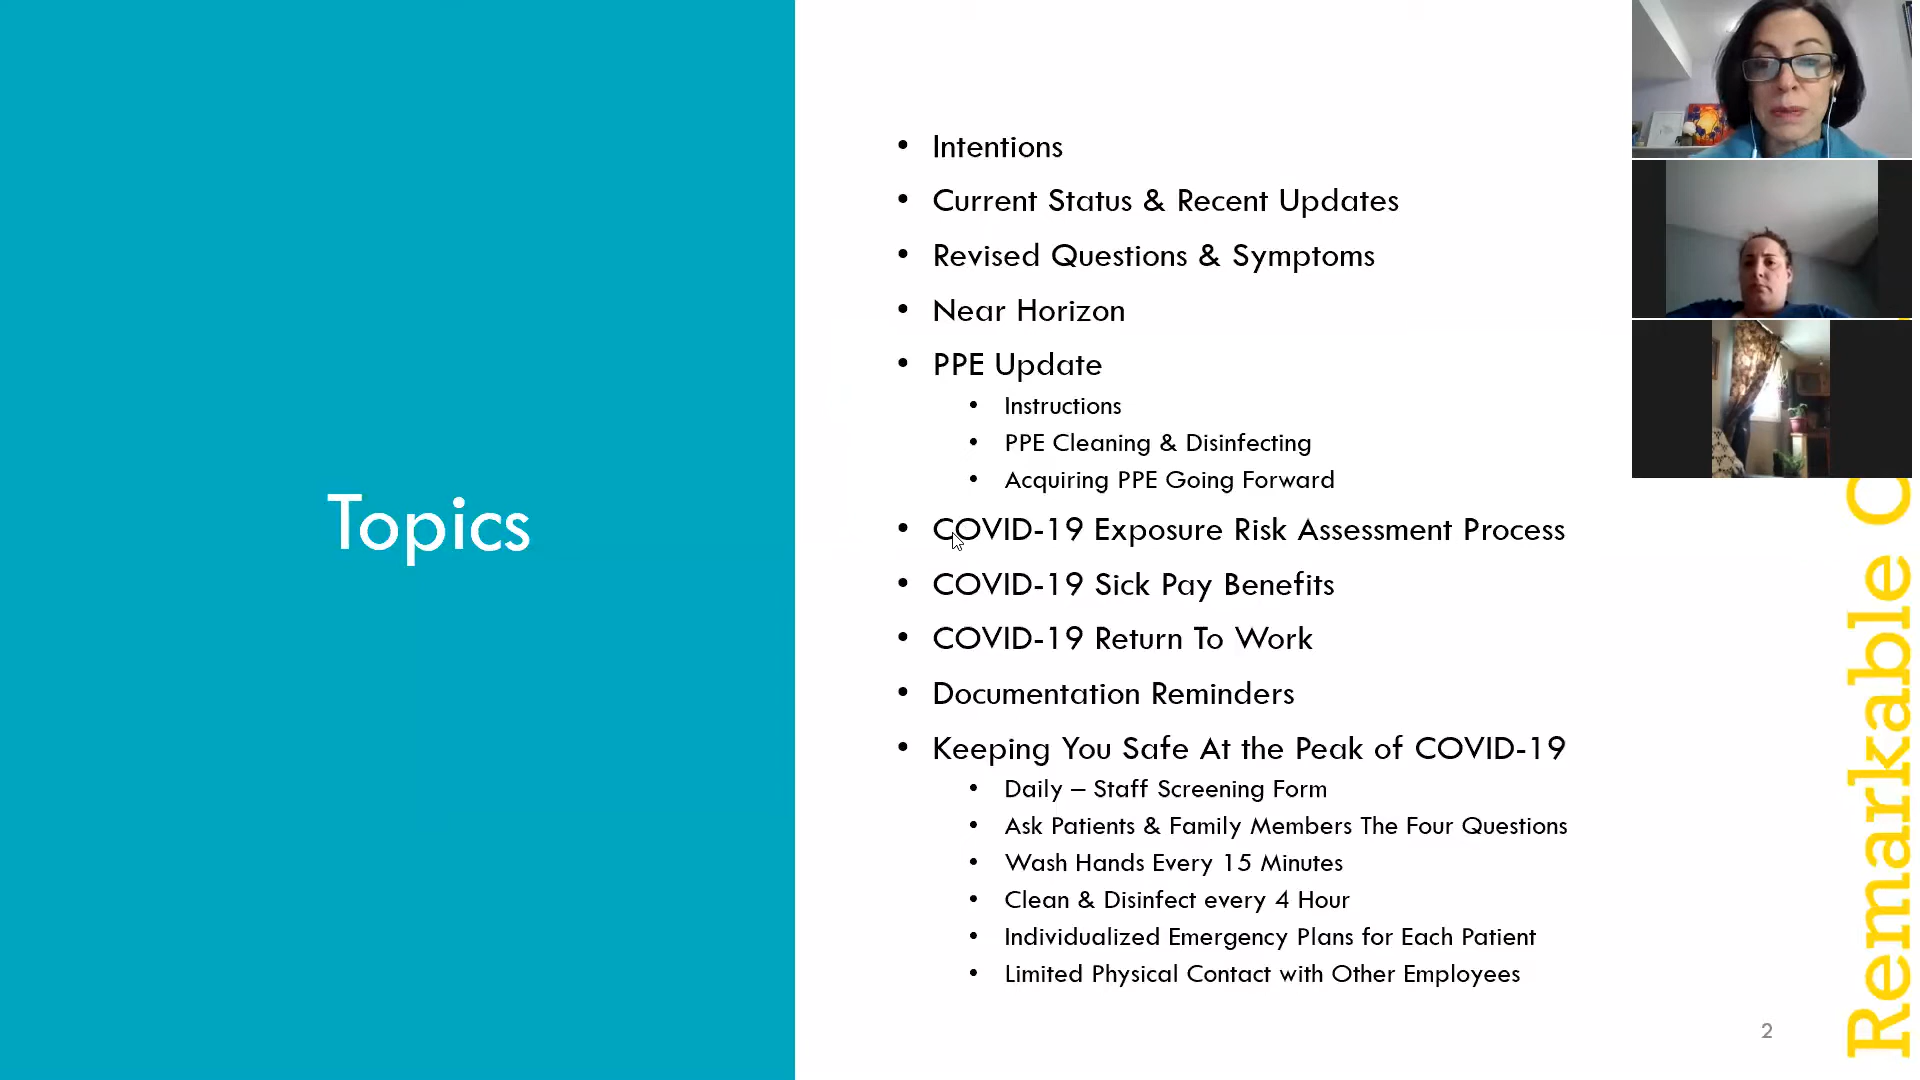 Topics
• Intentions
• Current Status & Recent Updates
• Revised Questions & Symptoms
• Near Horizon
• PPE Update
• Instructions
• PPE Cleaning & Disinfecting
• Acquiring PPE Going Forward
• COVID-19 Exposure Risk Assessment Process
• COVID-19 Sick Pay Benefits
• COVID-19 Return To Work
• Documentation Reminders
• Keeping You Safe At the Peak of COVID-19
• Daily – Staff Screening Form
• Ask Patients & Family Members The Four Questions
• Wash Hands Every 15 Minutes
• Clean & Disinfect every 4 Hour
• Individualized Emergency Plans for Each Patient
• Limited Physical Contact with Other Employees
2
Remarkable